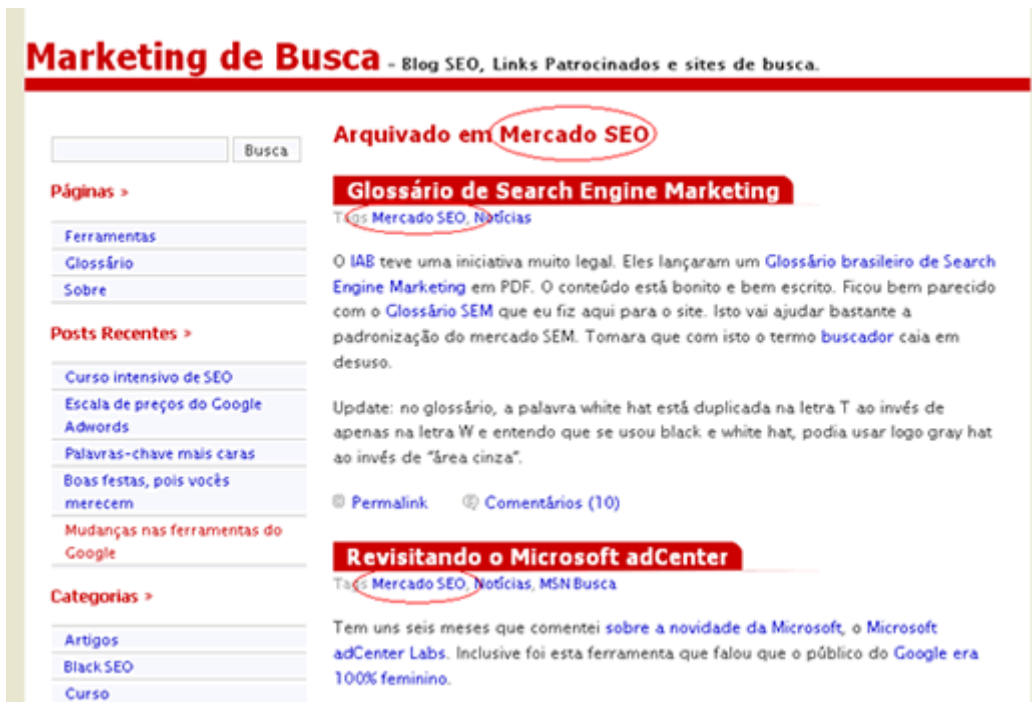 Marketing de Busca - Blog SEO, Links Patrocinados e sites de busca.
Busca
Páginas »
Ferramentas
Glossário
Sobre
Posts Recentes »
Curso intensivo de SEO
Escala de preços do Google
Adwords
Palavras-chave mais caras
Boas festas, pois vocês
merecem
Mudanças nas ferramentas do
Google
Categorias »
Artigos
Black SEO
Curso
Arquivado em Mercado SEO
Glossário de Search Engine Marketing
Tags Mercado SEO, Notícias
O IAB teve uma iniciativa muito legal. Eles lançaram um Glossário brasileiro de Search
Engine Marketing em PDF. O conteúdo está bonito e bem escrito. Ficou bem parecido
com o Glossário SEM que eu fiz aqui para o site. Isto vai ajudar bastante a
padronização do mercado SEM. Tomara que com isto o termo buscador caia em
desuso.
Update: no glossário, a palavra white hat está duplicada na letra T ao invés de
apenas na letra W e entendo que se usou black e white hat, podia usar logo gray hat
ao invés de "área cinza".
Permalink Comentários (10)
Revisitando o Microsoft adCenter
Tags Mercado SEO, Notícias, MSN Busca
Tem uns seis meses que comentei sobre a novidade da Microsoft, o Microsoft
adCenter Labs. Inclusive foi esta ferramenta que falou que o público do Google era
100% feminino.